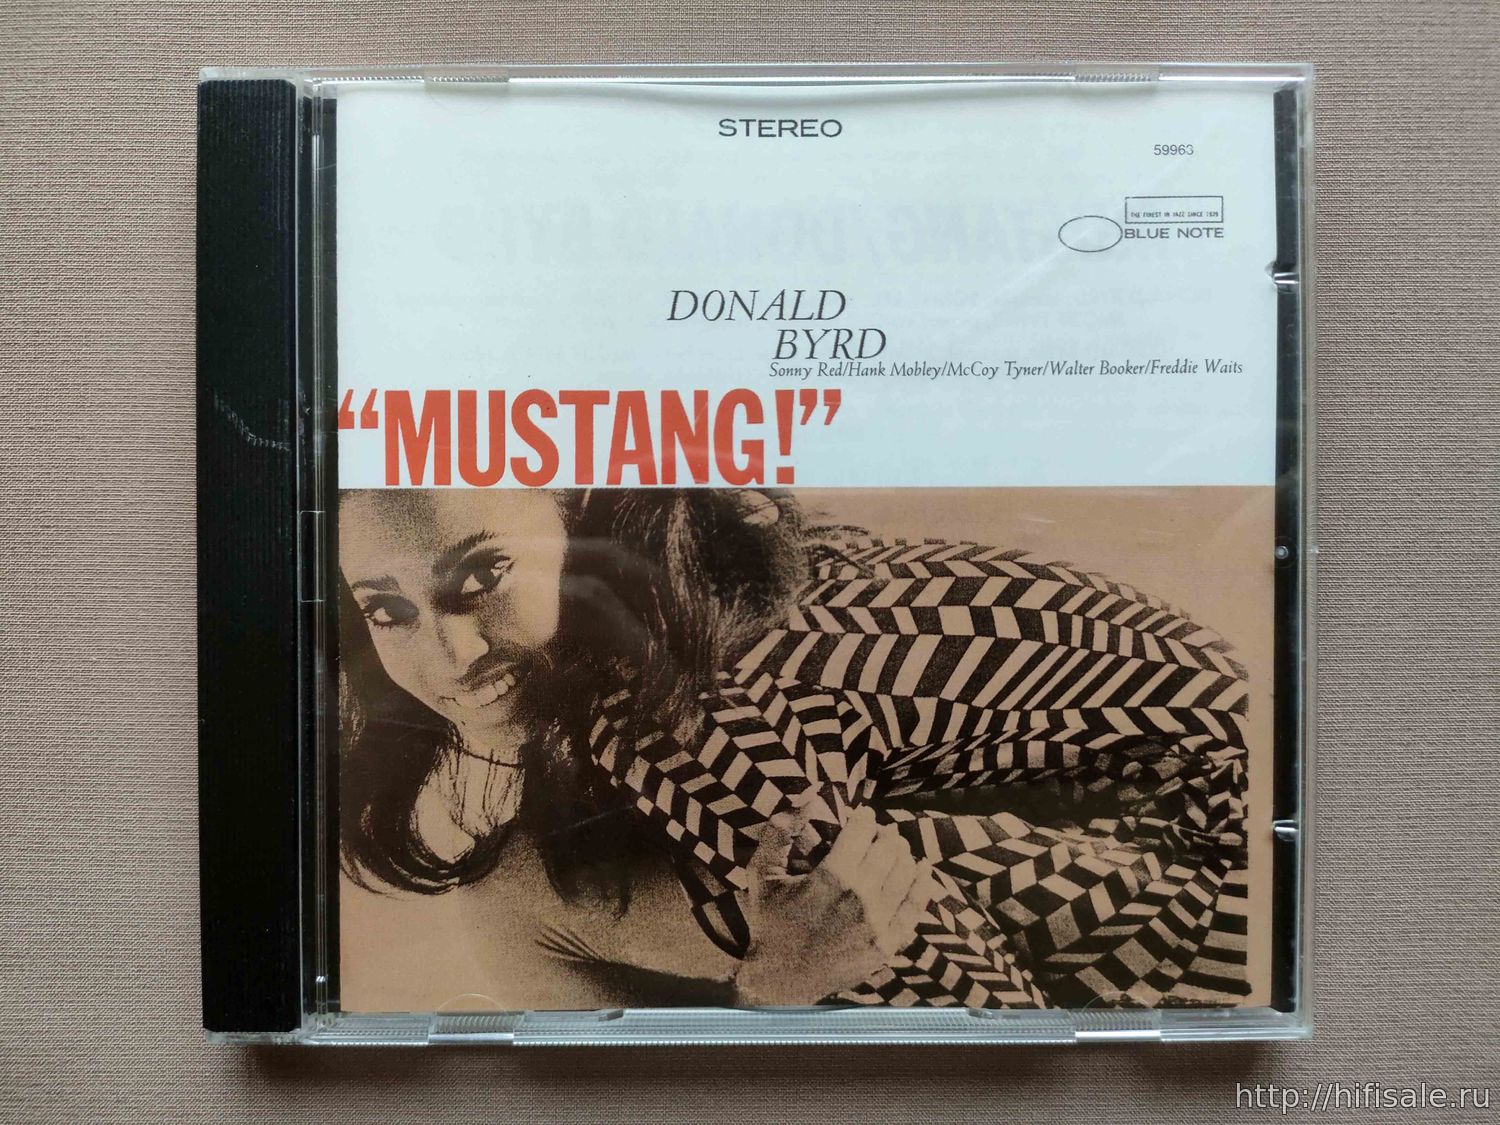 STEREO
59963
THE FINEST IN JAZZ SINCE 1939
BLUE NOTE
DONALD
BYRD
Sonny Red/Hank Mobley/McCoy Tyner/Walter Booker/Freddie Waits
“MUSTANG!”
http://hifisale.ru